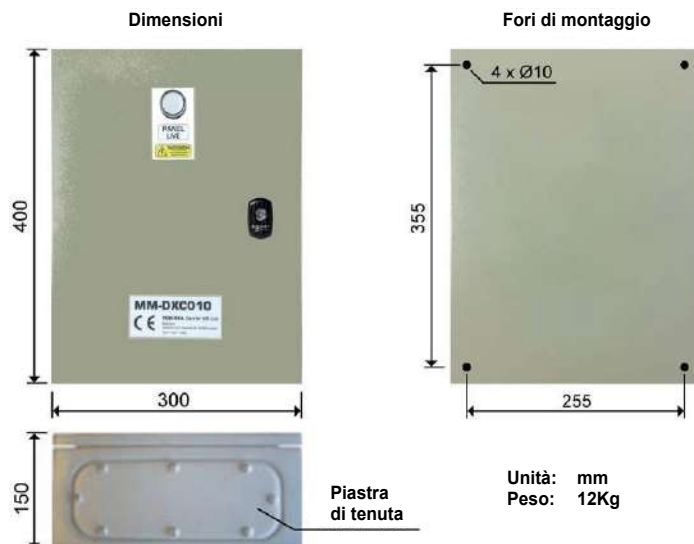 Dimensioni
Fori di montaggio
4 x Ø10
PANEL
LIVE
400
355
MM-DXC010
CE
300
255
150
Piastra
di tenuta
Unità: mm
Peso: 12Kg